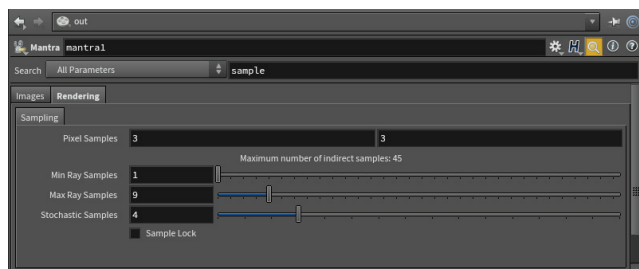 out
Mantra mantra1
Search All Parameters sample
Images Rendering
Sampling
Pixel Samples 3 3
Maximum number of indirect samples: 45
Min Ray Samples 1
Max Ray Samples 9
Stochastic Samples 4
Sample Lock